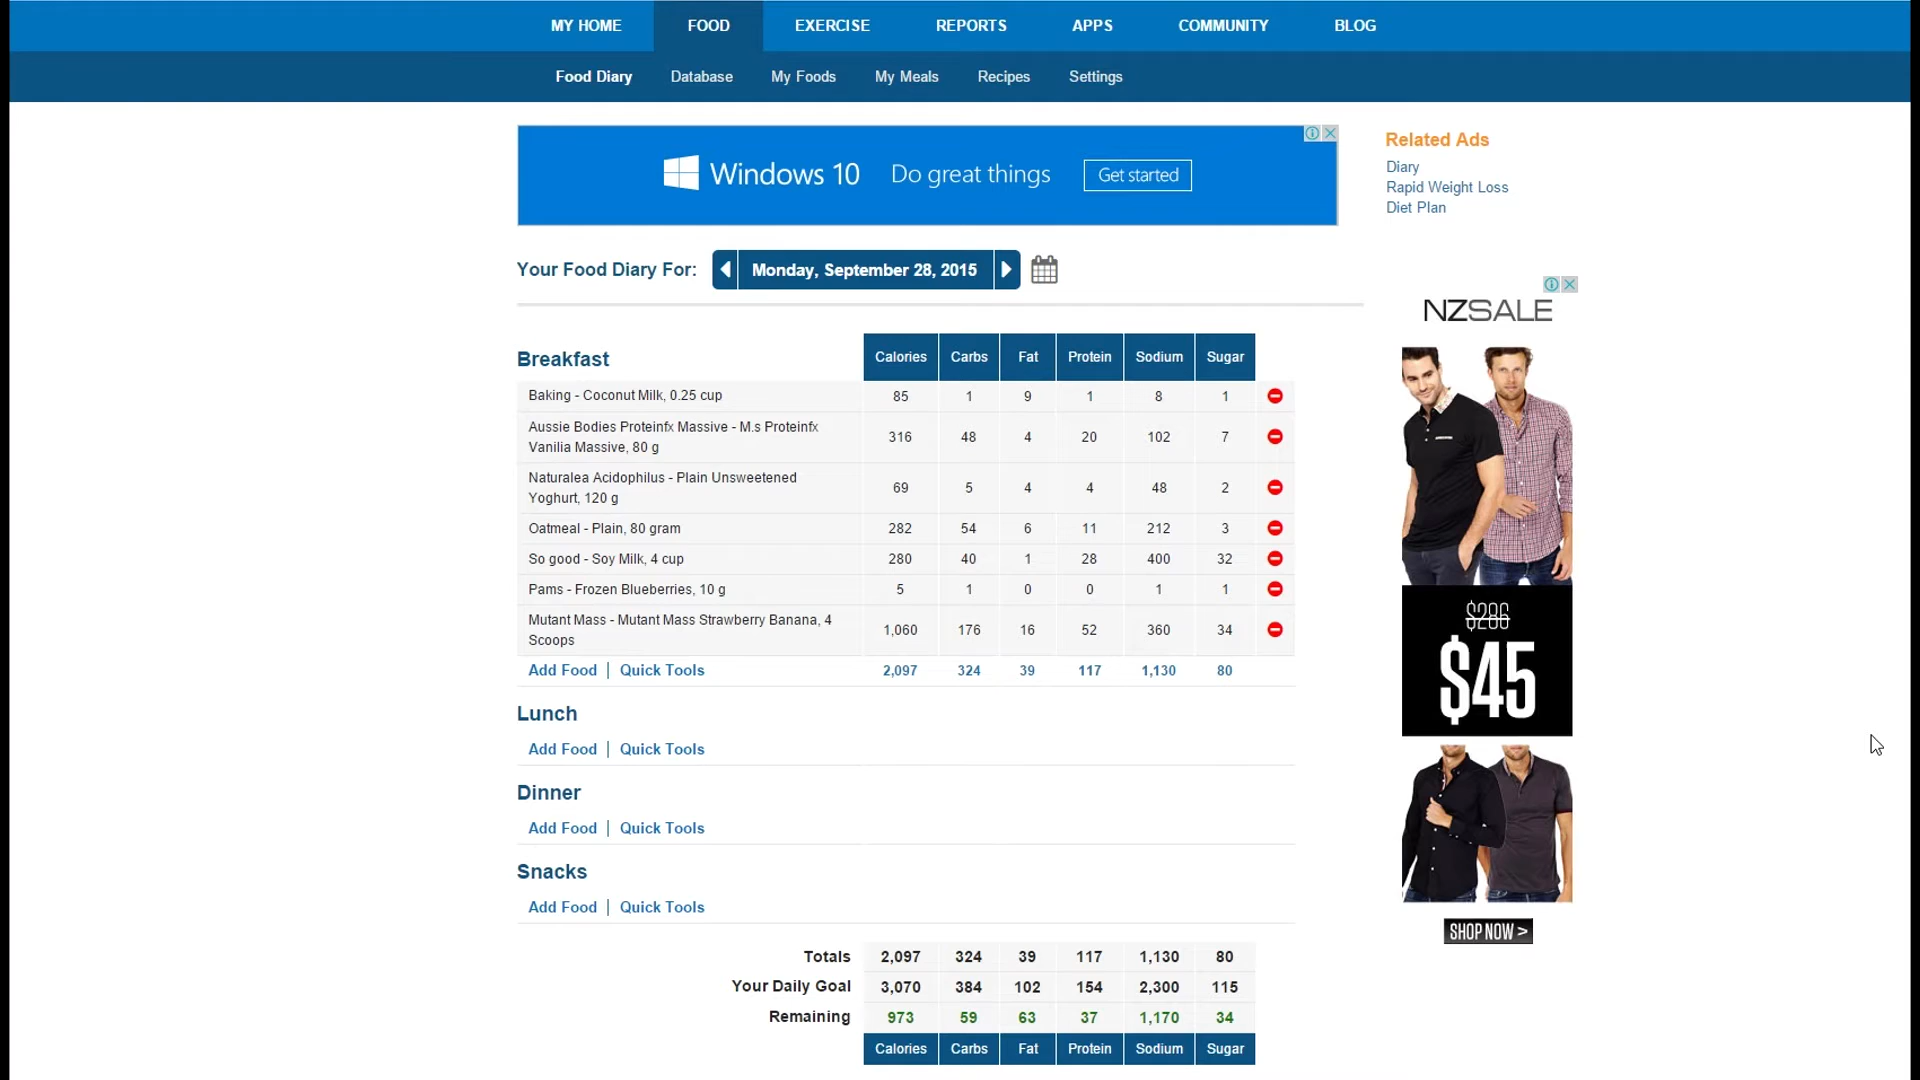 MY HOME FOOD EXERCISE REPORTS APPS COMMUNITY BLOG
Food Diary Database My Foods My Meals Recipes Settings
Windows 10 Do great things Get started
Related Ads
Diary
Rapid Weight Loss
Diet Plan
Your Food Diary For: Monday, September 28, 2015
NZSALE
Breakfast Calories Carbs Fat Protein Sodium Sugar
Baking - Coconut Milk, 0.25 cup 85 1 9 1 8 1
Aussie Bodies Proteinfx Massive - M.s Proteinfx
Vanilia Massive, 80 g 316 48 4 20 102 7
Naturalea Acidophilus - Plain Unsweetened
Yoghurt, 120 g 69 5 4 4 48 2
Oatmeal - Plain, 80 gram 282 54 6 11 212 3
So good - Soy Milk, 4 cup 280 40 1 28 400 32
Pams - Frozen Blueberries, 10 g 5 1 0 0 1 1
Mutant Mass - Mutant Mass Strawberry Banana, 4
Scoops 1,060 176 16 52 360 34
Add Food | Quick Tools 2,097 324 39 117 1,130 80
$286
$45
Lunch
Add Food | Quick Tools
Dinner
Add Food | Quick Tools
Snacks
Add Food | Quick Tools
SHOP NOW >
Totals 2,097 324 39 117 1,130 80
Your Daily Goal 3,070 384 102 154 2,300 115
Remaining 973 59 63 37 1,170 34
Calories Carbs Fat Protein Sodium Sugar